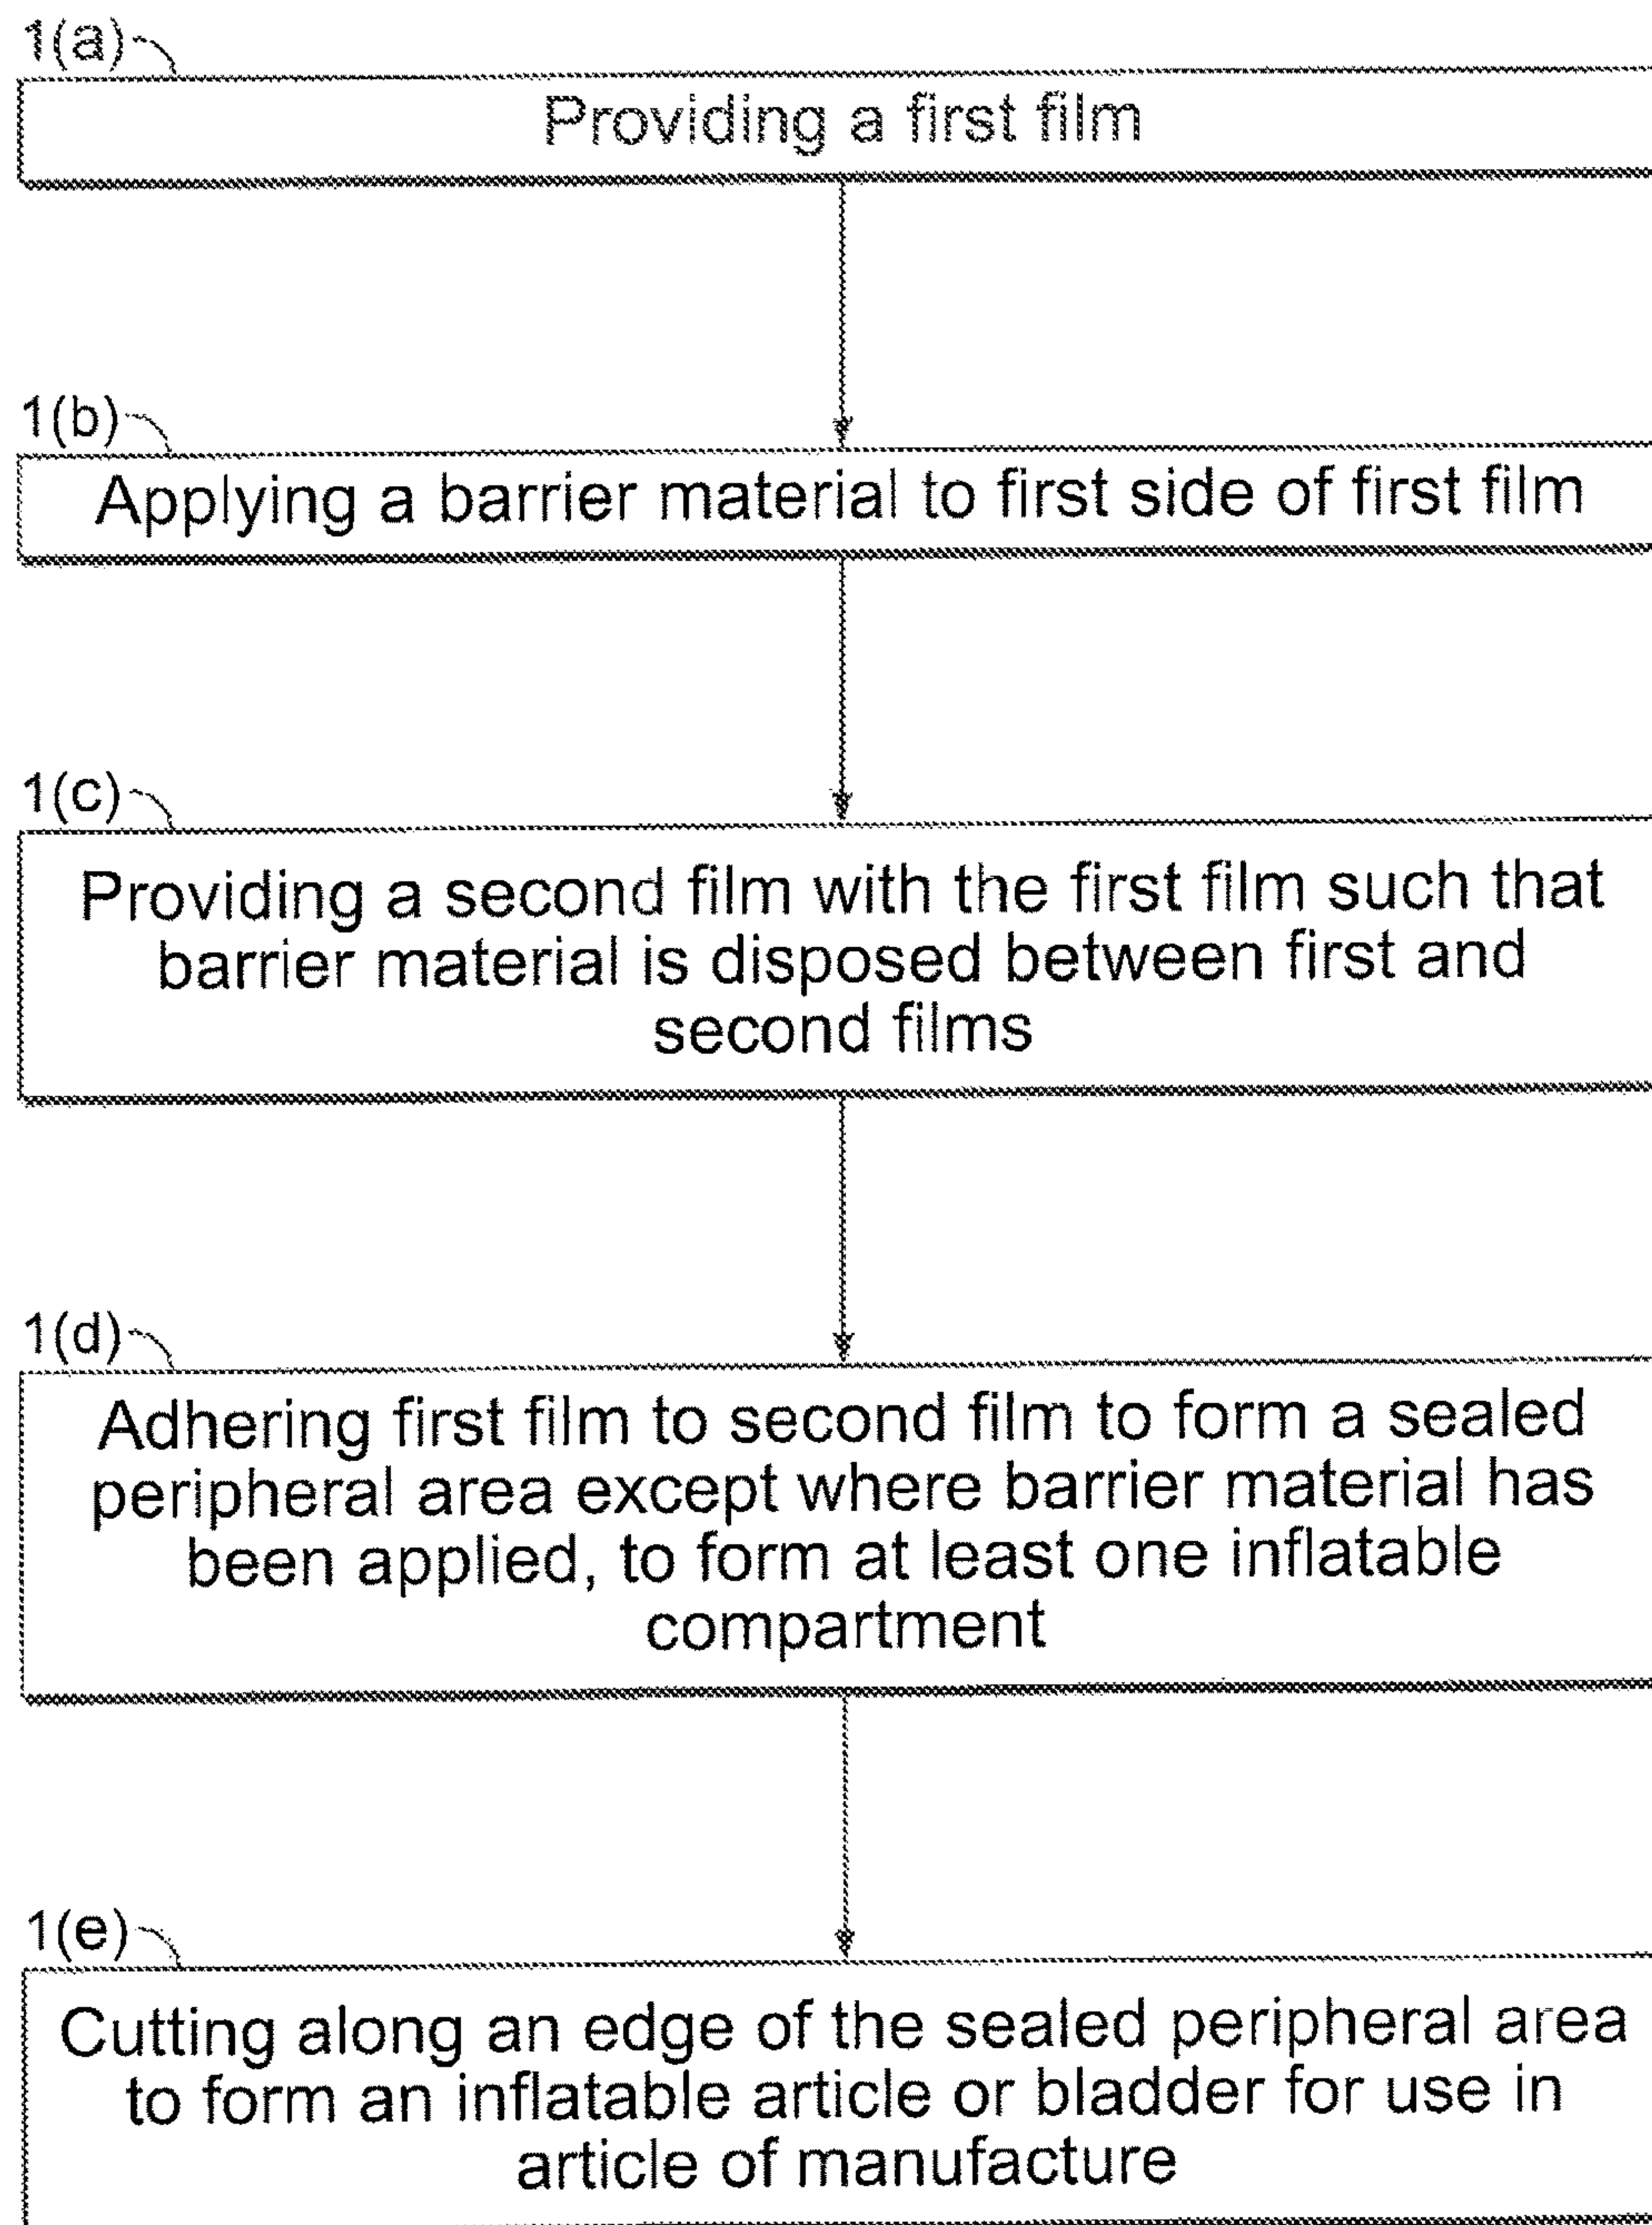 1(a)
Providing a first film
1(b)
Applying a barrier material to first side of first film
1(c)
Providing a second film with the first film such that
barrier material is disposed between first and
second films
1(d)
Adhering first film to second film to form a sealed
peripheral area except where barrier material has
been applied, to form at least one inflatable
compartment
1(e)
Cutting along an edge of the sealed peripheral area
to form an inflatable article or bladder for use in
article of manufacture